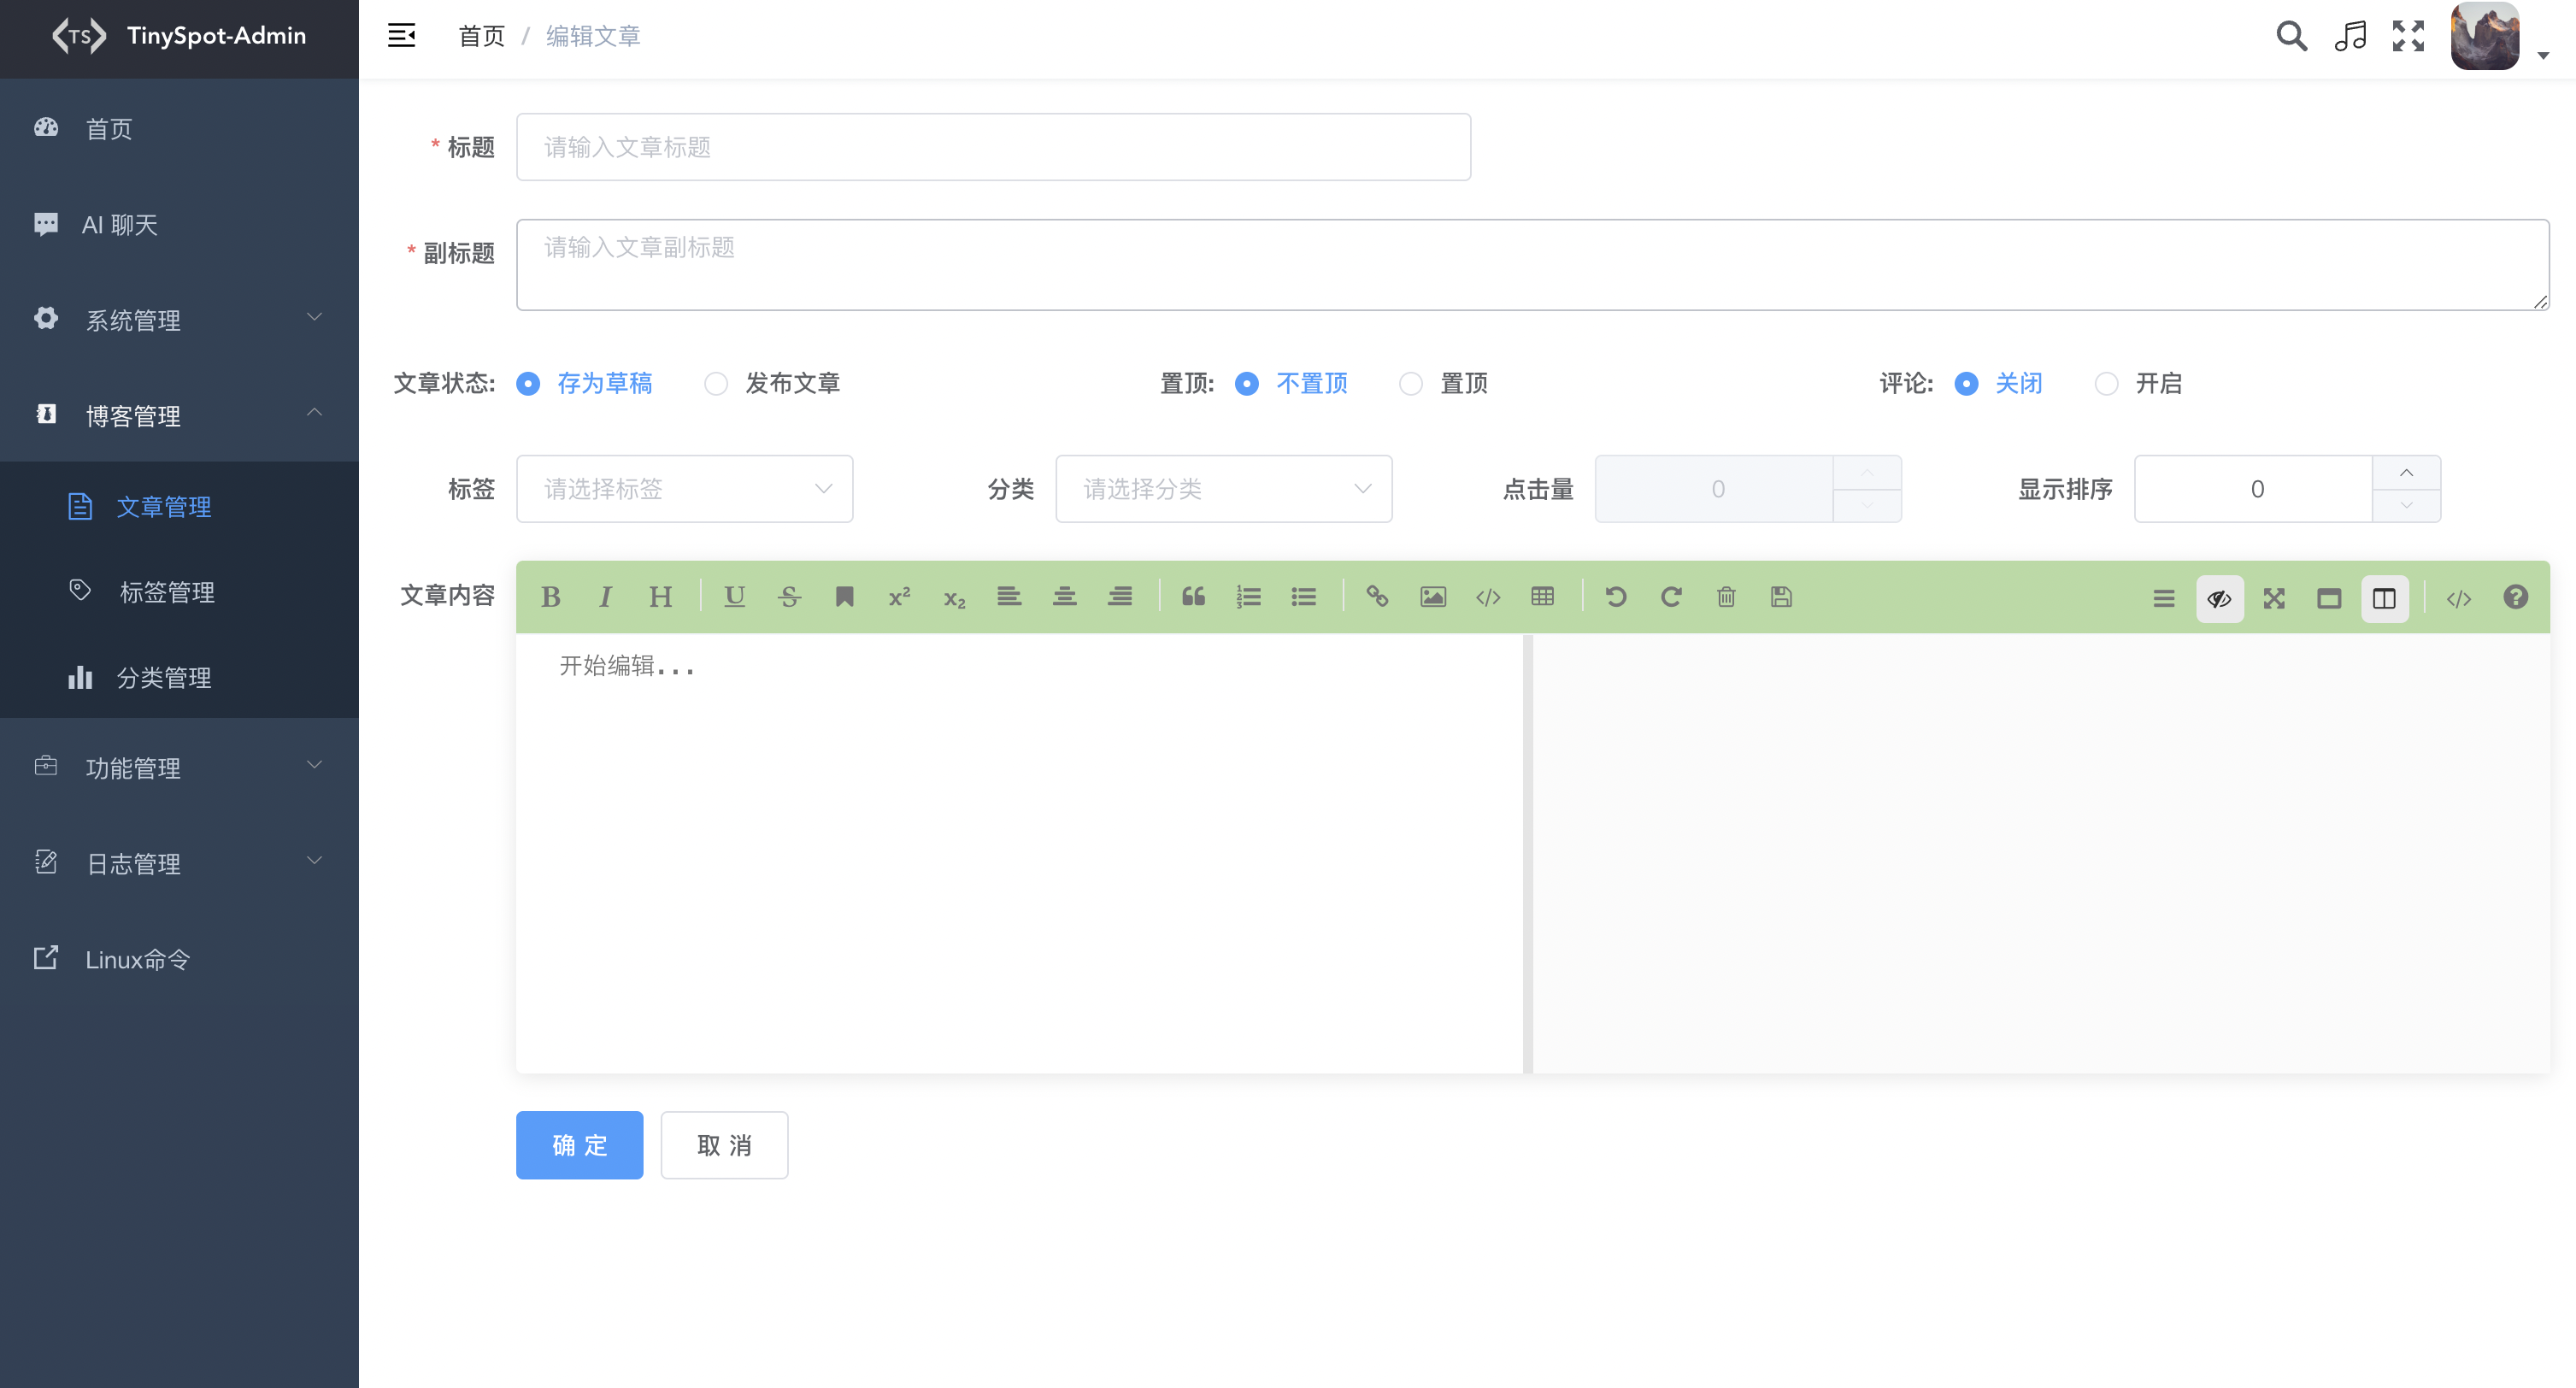 TS TinySpot-Admin
首页 / 编辑文章
首页
AI 聊天
系统管理
博客管理
文章管理
标签管理
分类管理
功能管理
日志管理
Linux命令
* 标题 请输入文章标题
* 副标题 请输入文章副标题
文章状态: 存为草稿 发布文章 置顶: 不置顶 置顶 评论: 关闭 开启
标签 请选择标签 分类 请选择分类 点击量 0 显示排序 0
文章内容 B I H U S x² x₂
开始编辑...
确 定 取 消